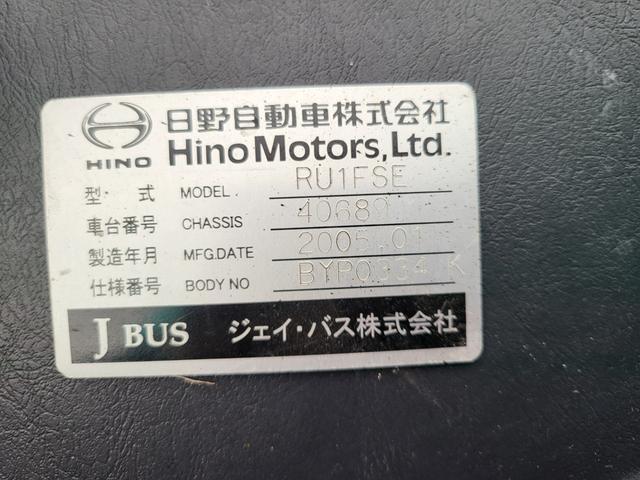 HINO
日野自動車株式会社
Hino Motors, Ltd.
型・式 MODEL RU1FSE
車台番号 CHASSIS
製造年月 MFG.DATE 2005.01
仕様番号 BODY NO K
J BUS ジェイ・バス株式会社